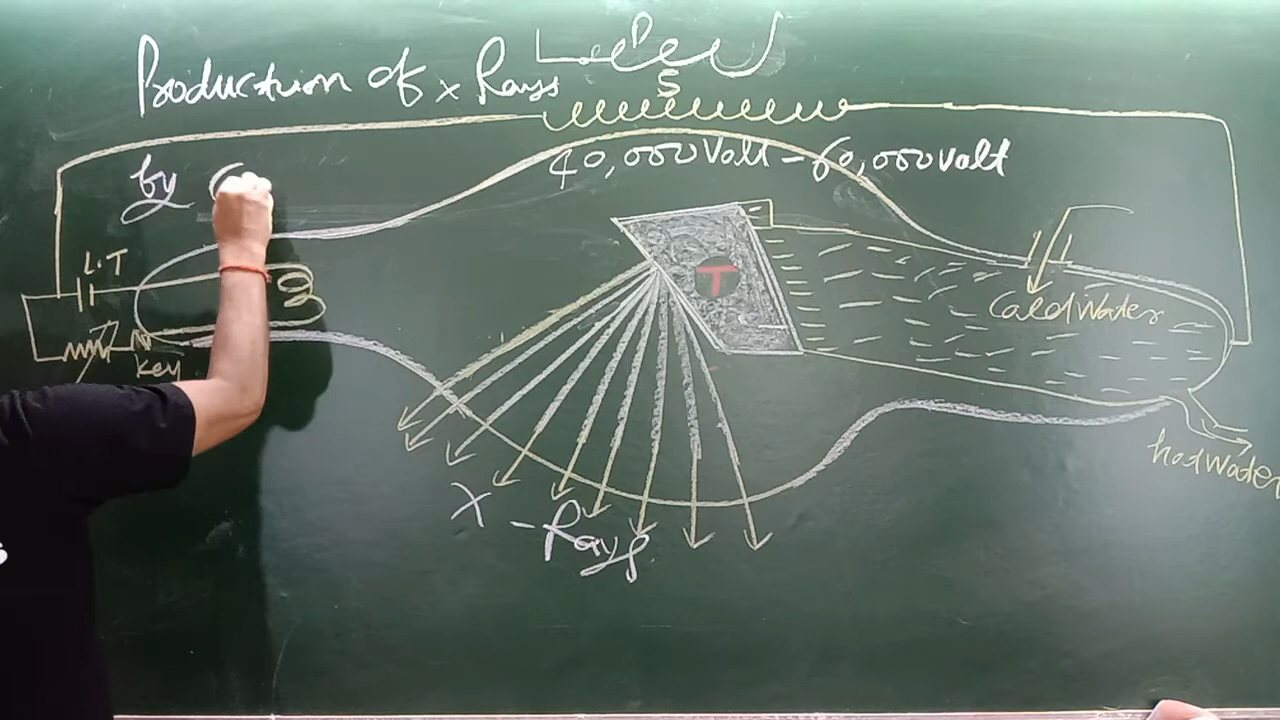 Production of x Rays
P
S
40,000 Volt - 60,000 Volt
by C
L.T
T
Key
Cold Water
hot Water
X - Rays